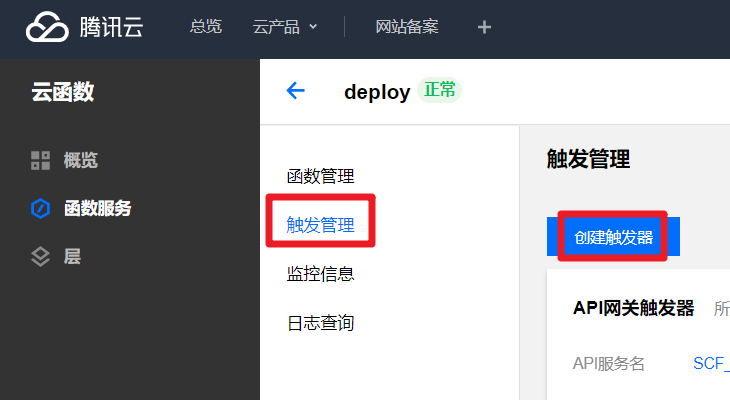 腾讯云 总览 云产品 网站备案
云函数
概览
函数服务
层
deploy 正常
函数管理
触发管理
监控信息
日志查询
触发管理
创建触发器
API网关触发器 所
API服务名 SCF_